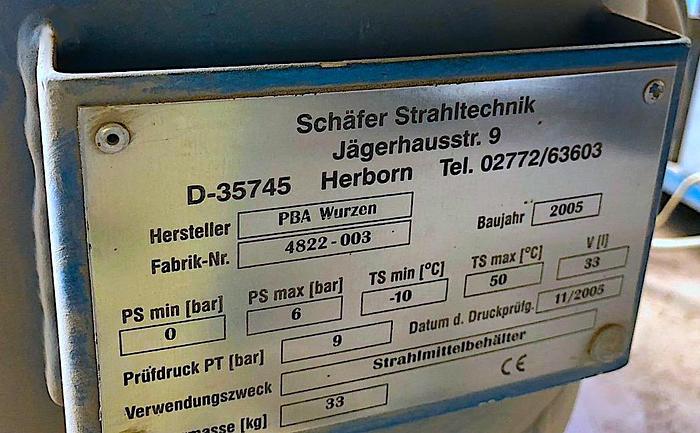 Schäfer Strahltechnik
Jägerhausstr. 9
D-35745 Herborn Tel. 02772/63603
Hersteller PBA Wurzen Baujahr 2005
Fabrik-Nr. 4822-003
PS min [bar] PS max [bar] TS min [°C] TS max [°C] V [l]
0 6 -10 50 33
Prüfdruck PT [bar] 9 Datum d. Druckprüfg. 11/2005
Verwendungszweck Strahlmittelbehälter
[kg] 33 CE